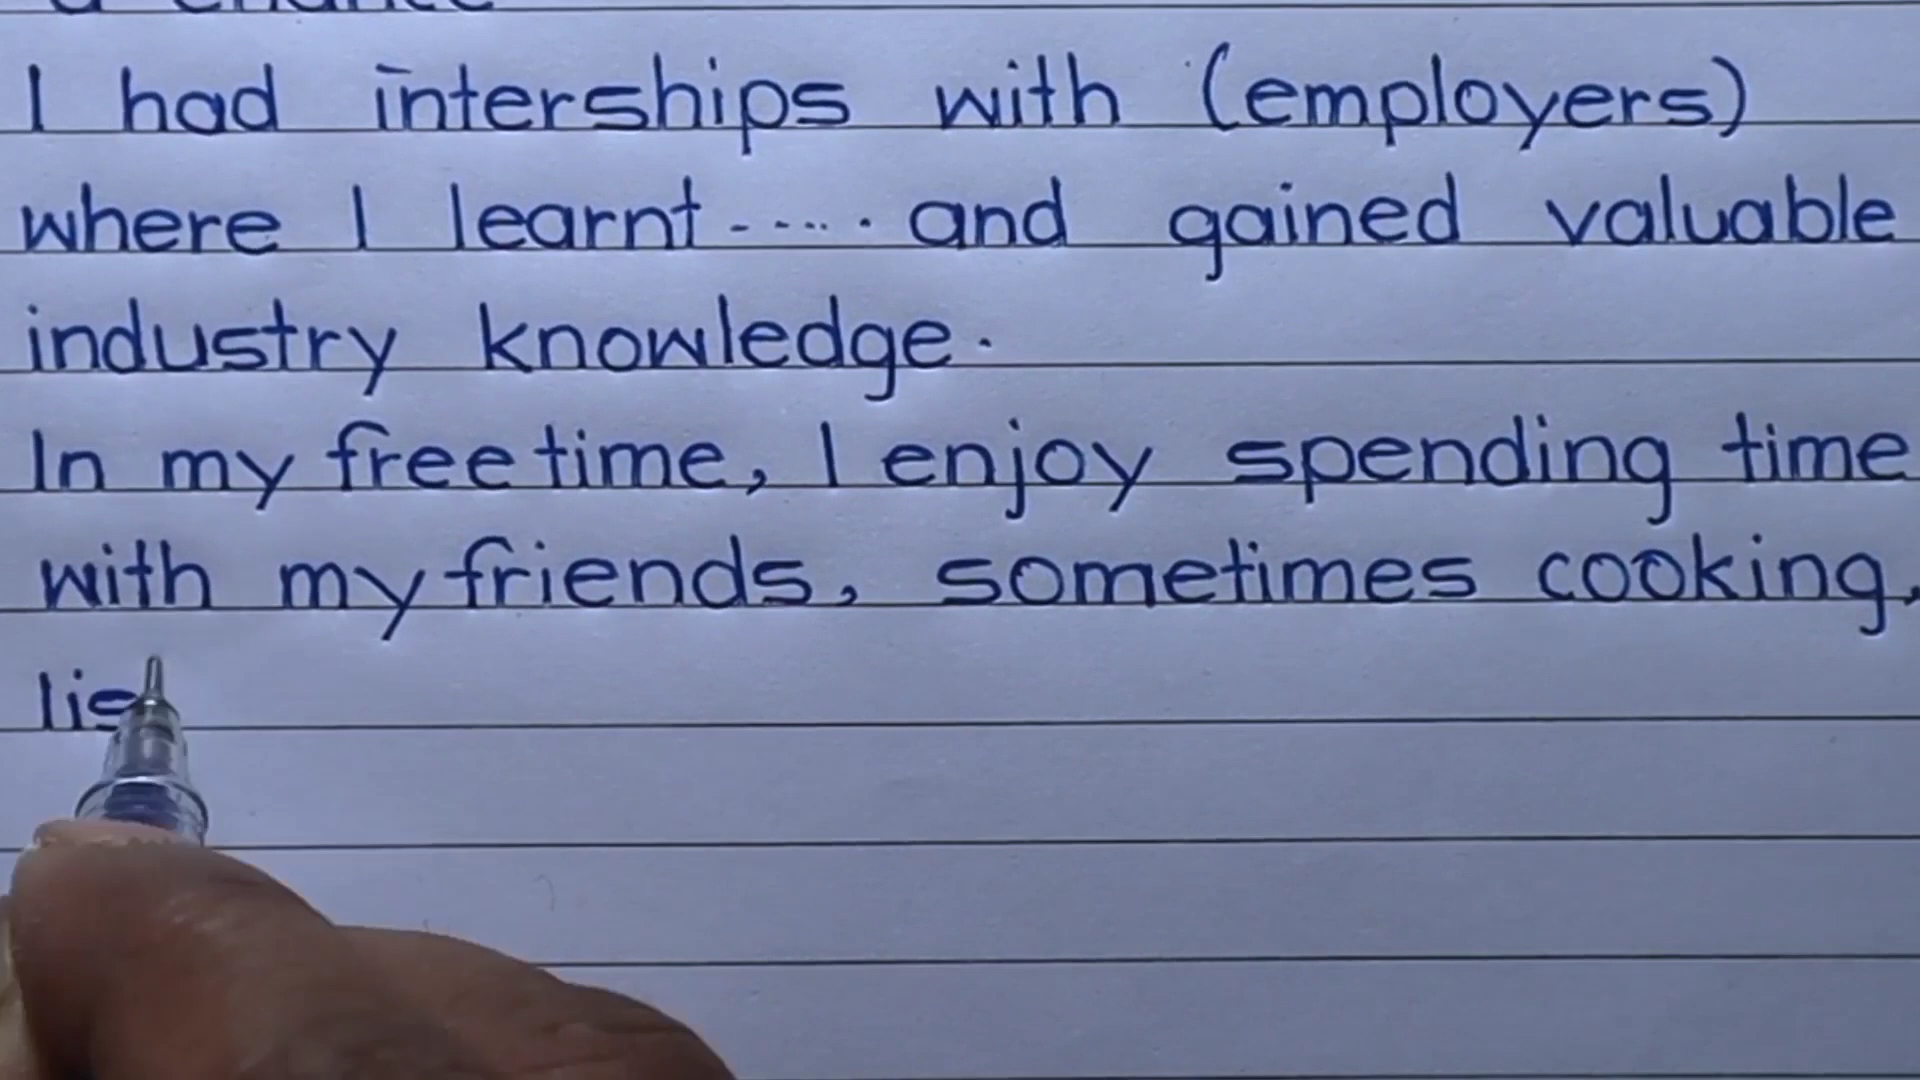 I had interships with (employers)
where I learnt ..... and gained valuable
industry knowledge.
In my free time, I enjoy spending time
with my friends, sometimes cooking,
lis